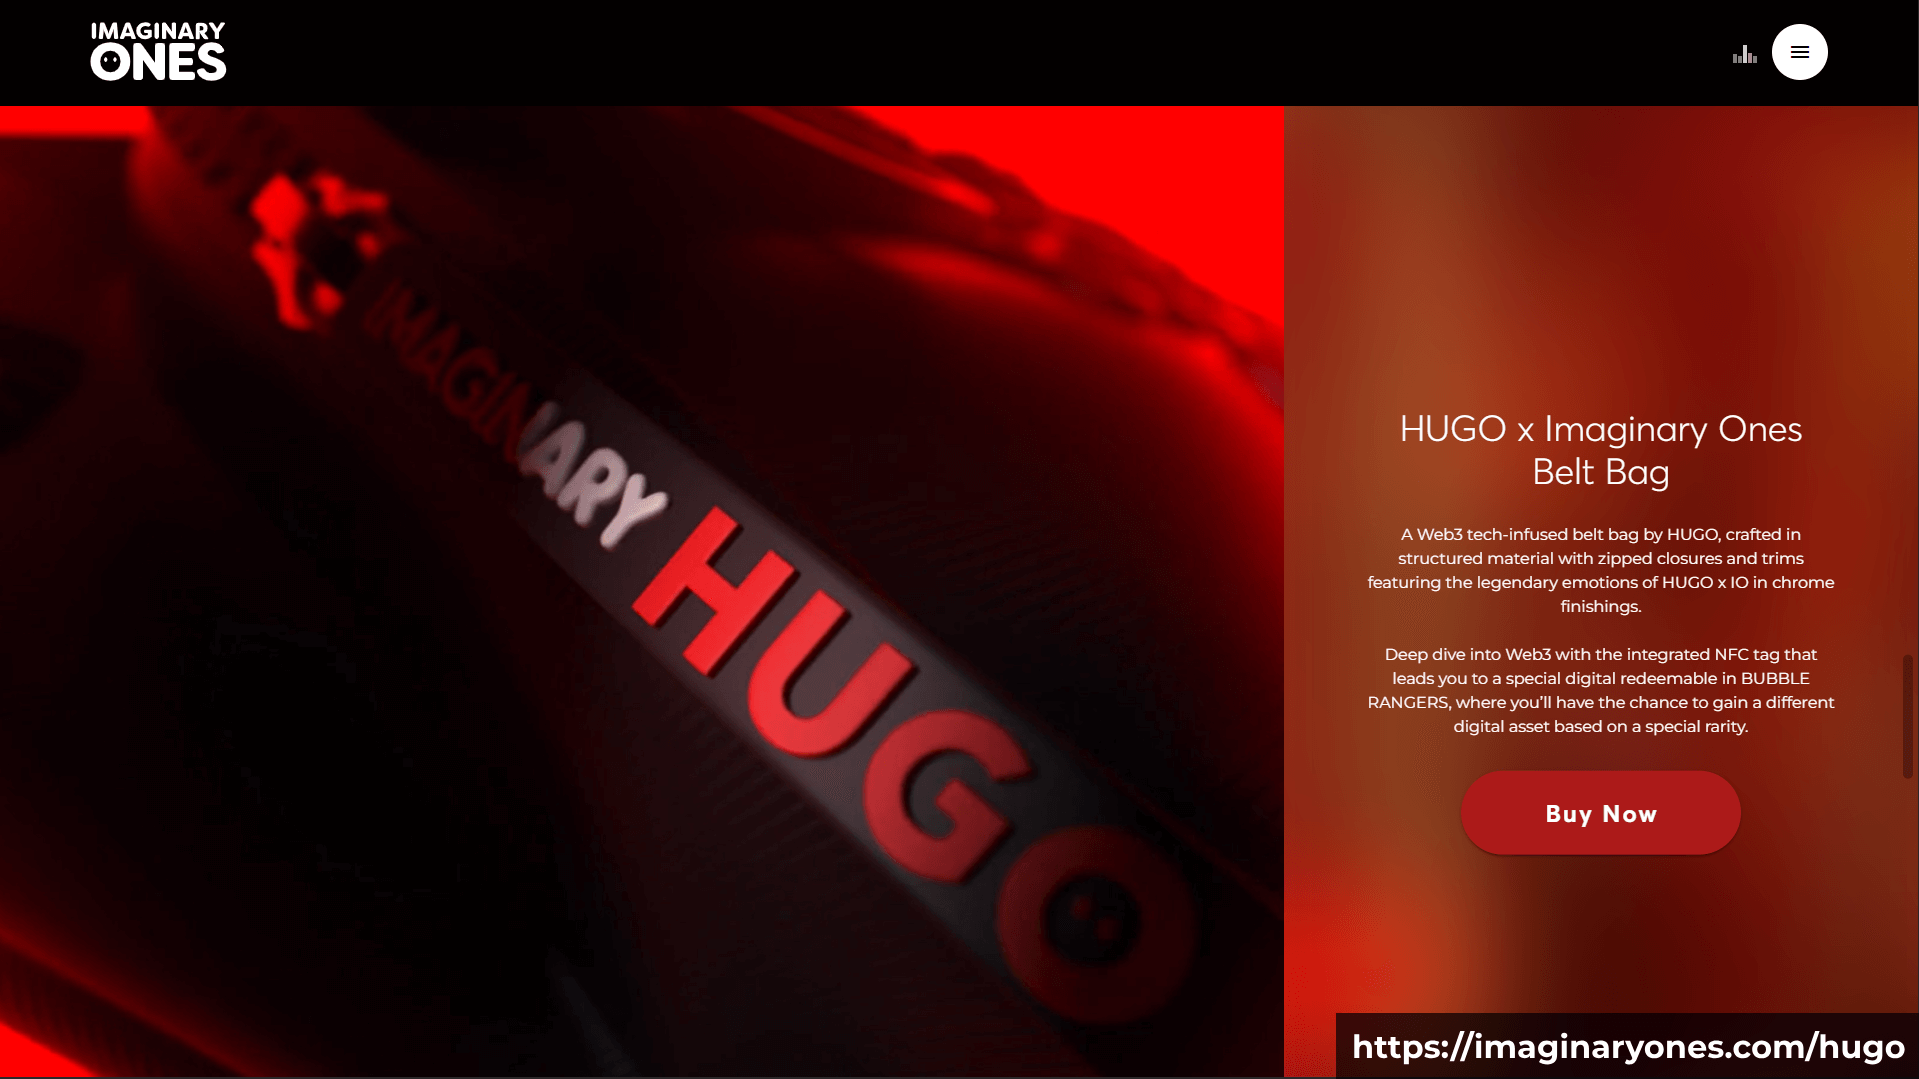 IMAGINARY
ONES
IMAGINARY HUGO
HUGO x Imaginary Ones
Belt Bag
A Web3 tech-infused belt bag by HUGO, crafted in
structured material with zipped closures and trims
featuring the legendary emotions of HUGO x IO in chrome
finishings.
Deep dive into Web3 with the integrated NFC tag that
leads you to a special digital redeemable in BUBBLE
RANGERS, where you’ll have the chance to gain a different
digital asset based on a special rarity.
Buy Now
https://imaginaryones.com/hugo